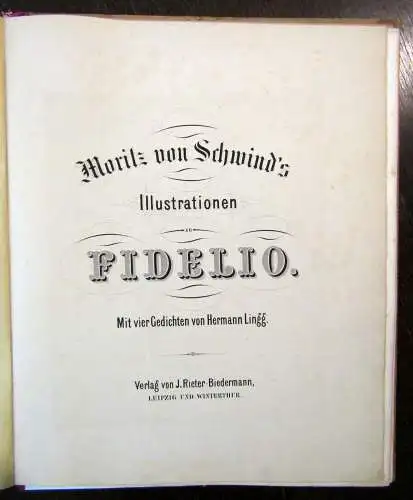 Moritz von Schwind's
Illustrationen
zu
FIDELIO.
Mit vier Gedichten von Hermann Lingg.
Verlag von J. Rieter-Biedermann,
LEIPZIG UND WINTERTHUR.